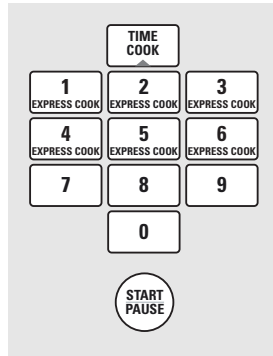 TIME
COOK
1 2 3
EXPRESS COOK EXPRESS COOK EXPRESS COOK
4 5 6
EXPRESS COOK EXPRESS COOK EXPRESS COOK
7 8 9
0
START
PAUSE